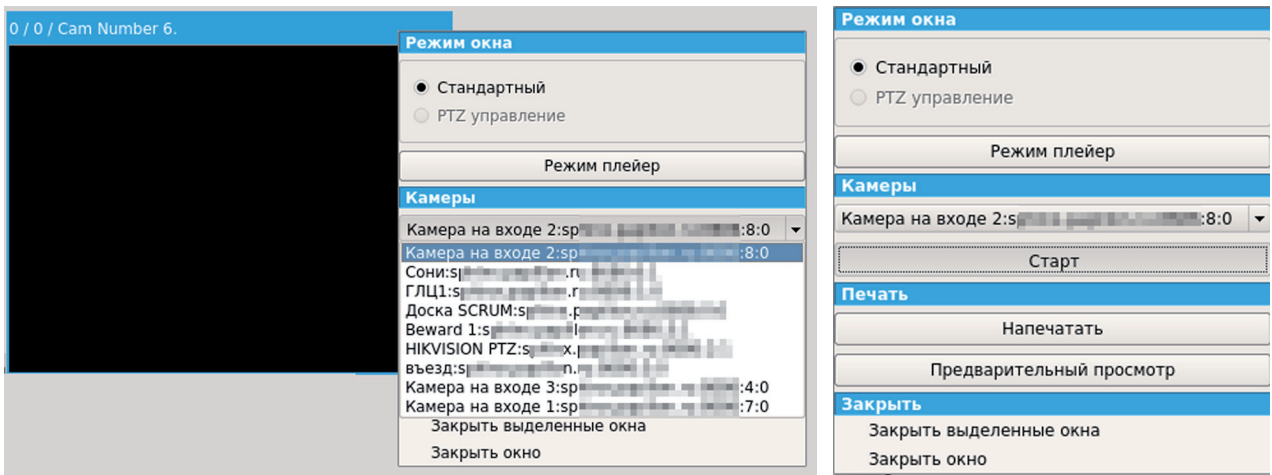 0 / 0 / Cam Number 6.
Режим окна
Стандартный
PTZ управление
Режим плейер
Камеры
Камера на входе 2:sp :8:0
Камера на входе 2:sp :8:0
Сони:s .ru
ГЛЦ1:s .r
Доска SCRUM:s .p
Beward 1:s
HIKVISION PTZ:s x.
въезд:s n.
Камера на входе 3:sp :4:0
Камера на входе 1:sp :7:0
Закрыть выделенные окна
Закрыть окно
Режим окна
Стандартный
PTZ управление
Режим плейер
Камеры
Камера на входе 2:s :8:0
Старт
Печать
Напечатать
Предварительный просмотр
Закрыть
Закрыть выделенные окна
Закрыть окно